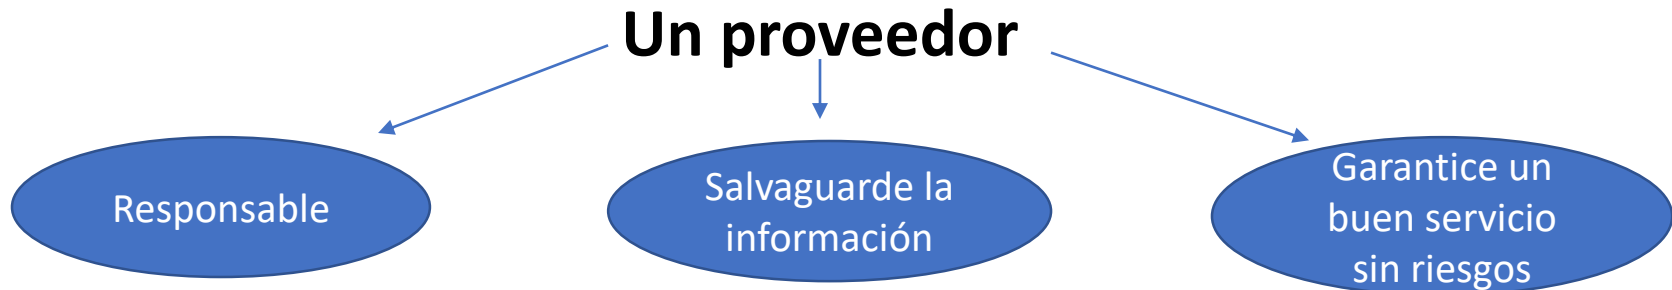 Un proveedor
Responsable
Salvaguarde la
información
Garantice un
buen servicio
sin riesgos